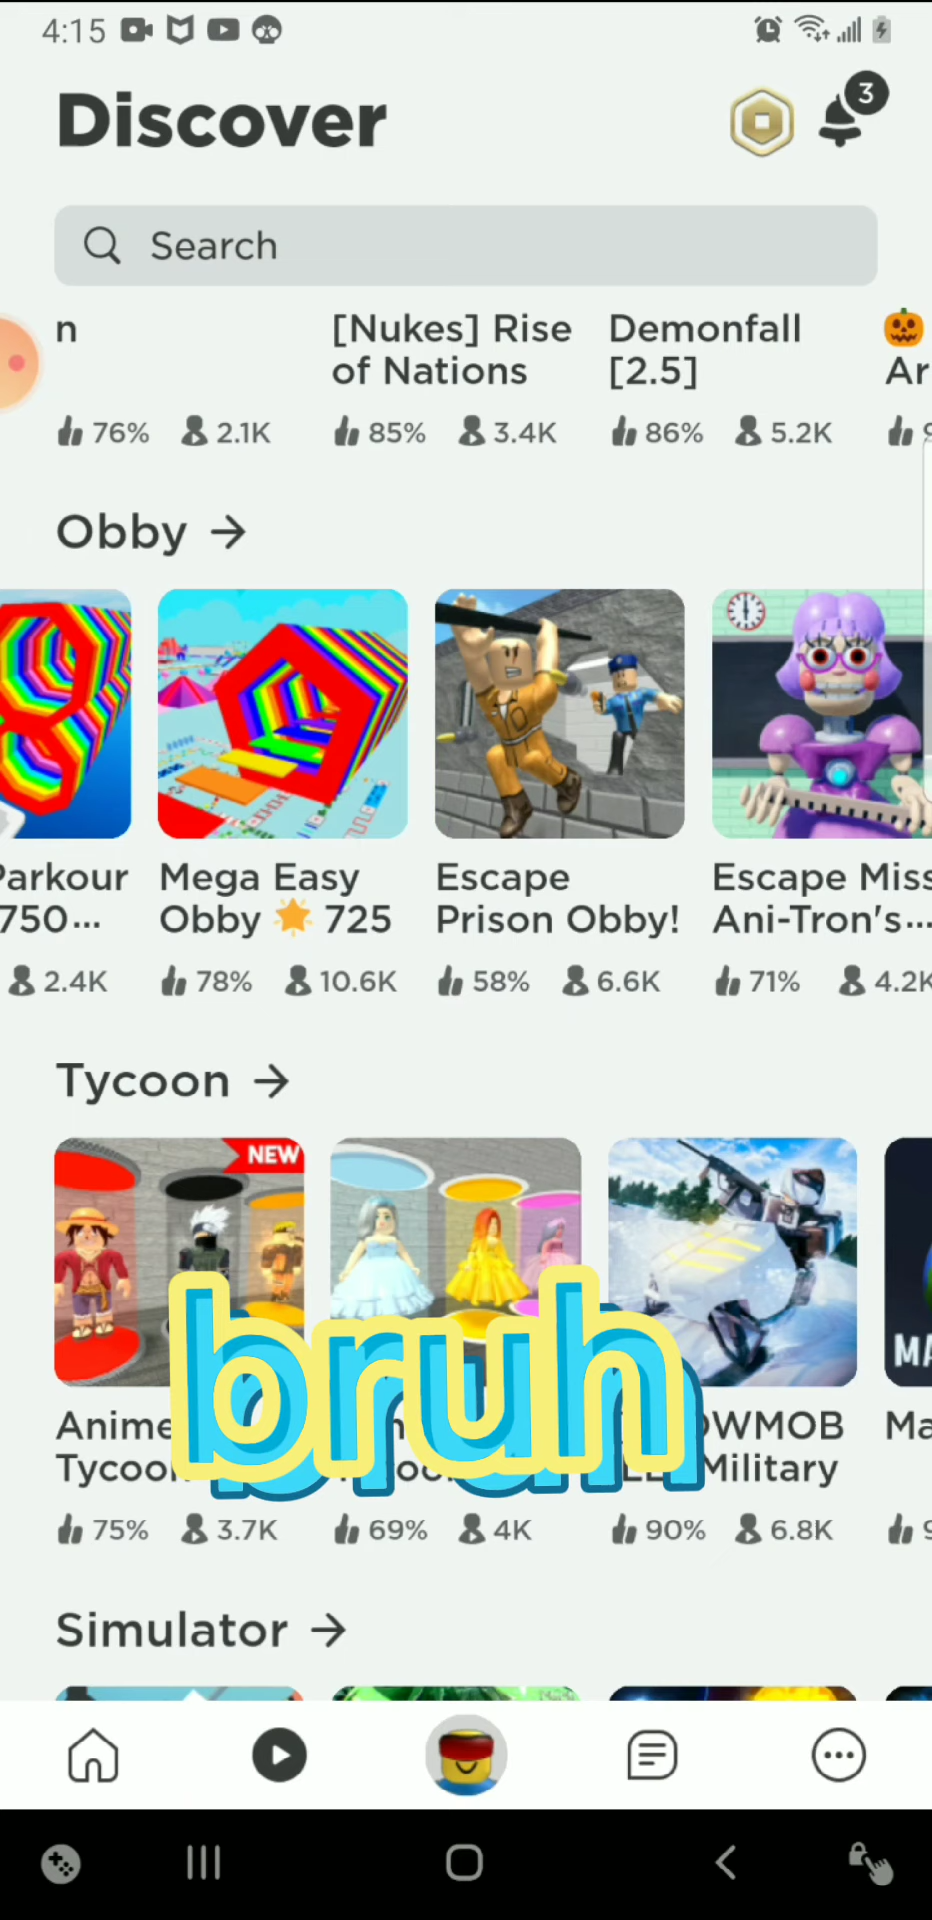 4:15
Discover
3
Search
n
[Nukes] Rise
of Nations
Demonfall
[2.5]
🎃
Ar
76% 2.1K
85% 3.4K
86% 5.2K
Obby →
Parkour
750...
Mega Easy
Obby 🌟 725
Escape
Prison Obby!
Escape Miss
Ani-Tron's...
2.4K
78% 10.6K
58% 6.6K
71% 4.2K
Tycoon →
NEW
MA
bruh
Anime
Tycoon
OWMOB
Military
Ma
75% 3.7K
69% 4K
90% 6.8K
Simulator →